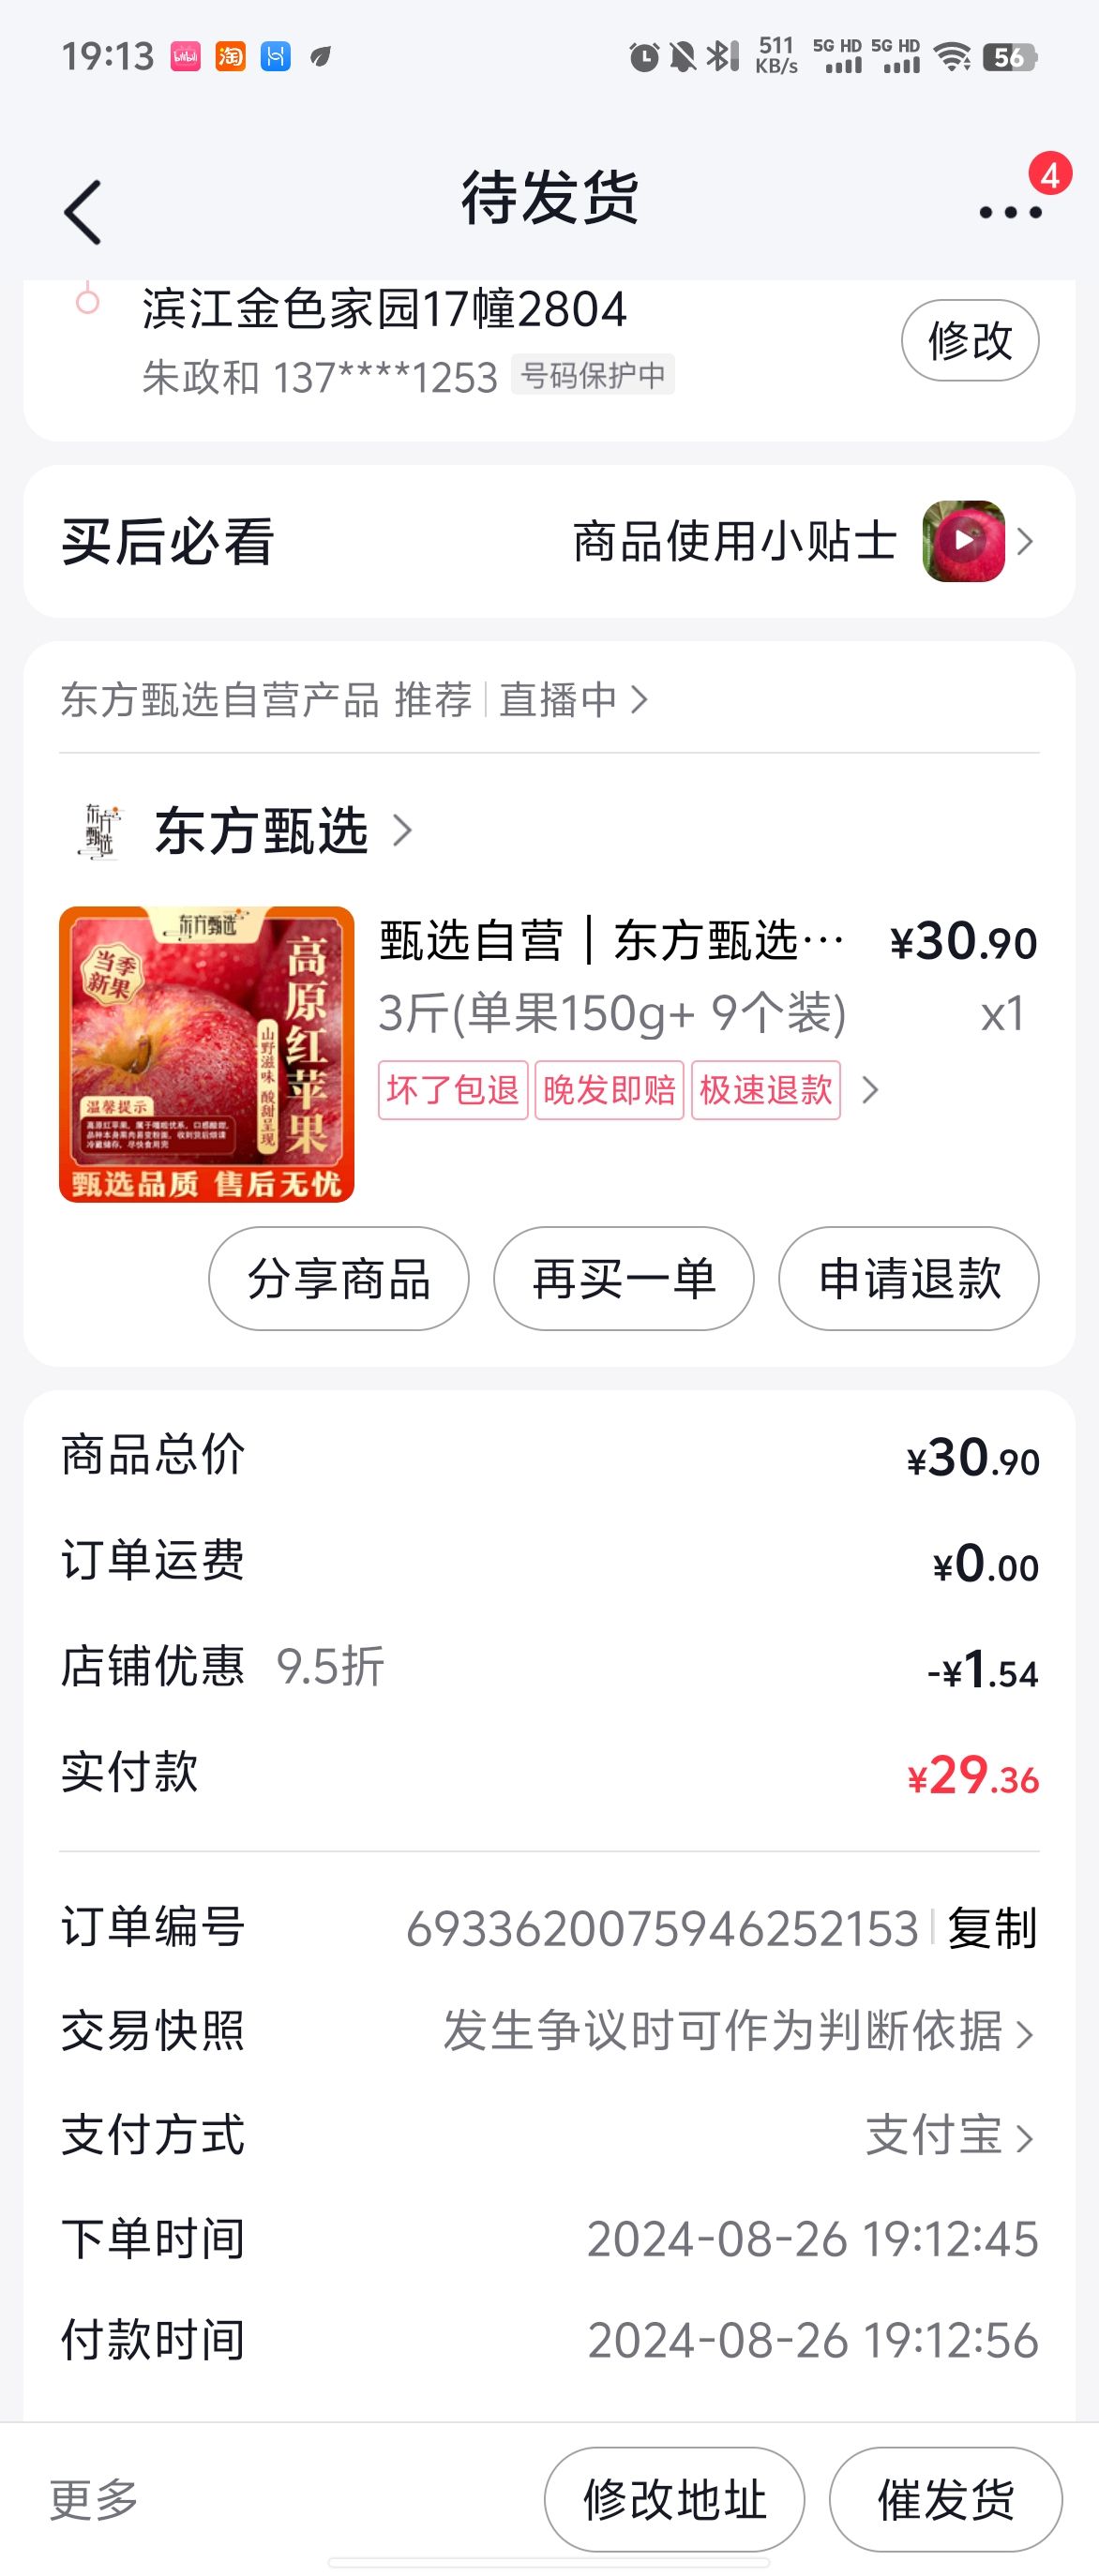 19:13
bilibili
淘
511
KB/s
5G HD
5G HD
56
待发货
4
滨江金色家园17幢2804
朱政和 137****1253 号码保护中
修改
买后必看
商品使用小贴士
东方甄选自营产品 推荐
直播中
东方甄选
东方甄选
甄选自营 | 东方甄选…
¥30.90
3斤(单果150g+ 9个装)
x1
坏了包退
晚发即赔
极速退款
东方甄选
当季
新果
高原红苹果
山野滋味 酸甜呈现
温馨提示
甄选品质 售后无忧
分享商品
再买一单
申请退款
商品总价
¥30.90
订单运费
¥0.00
店铺优惠 9.5折
-¥1.54
实付款
¥29.36
订单编号
6933620075946252153
复制
交易快照
发生争议时可作为判断依据
支付方式
支付宝
下单时间
2024-08-26 19:12:45
付款时间
2024-08-26 19:12:56
更多
修改地址
催发货